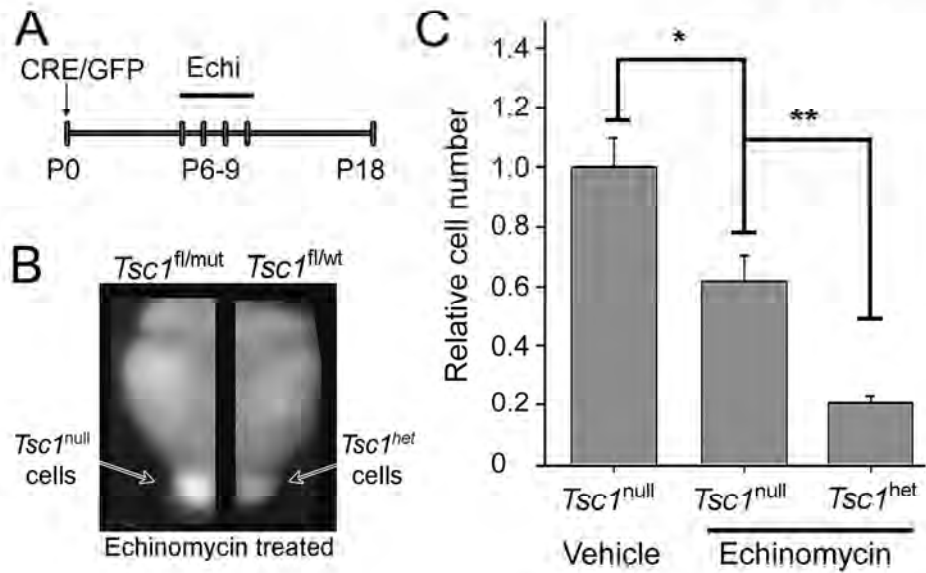 A
CRE/GFP
Echi
P0
P6-9
P18
B
Tsc1fl/mut
Tsc1fl/wt
Tsc1null
cells
Tsc1het
cells
Echinomycin treated
C
Relative cell number
1.4
1.2
1.0
0.8
0.6
0.4
0.2
0
*
**
Tsc1null
Tsc1null
Tsc1het
Vehicle
Echinomycin